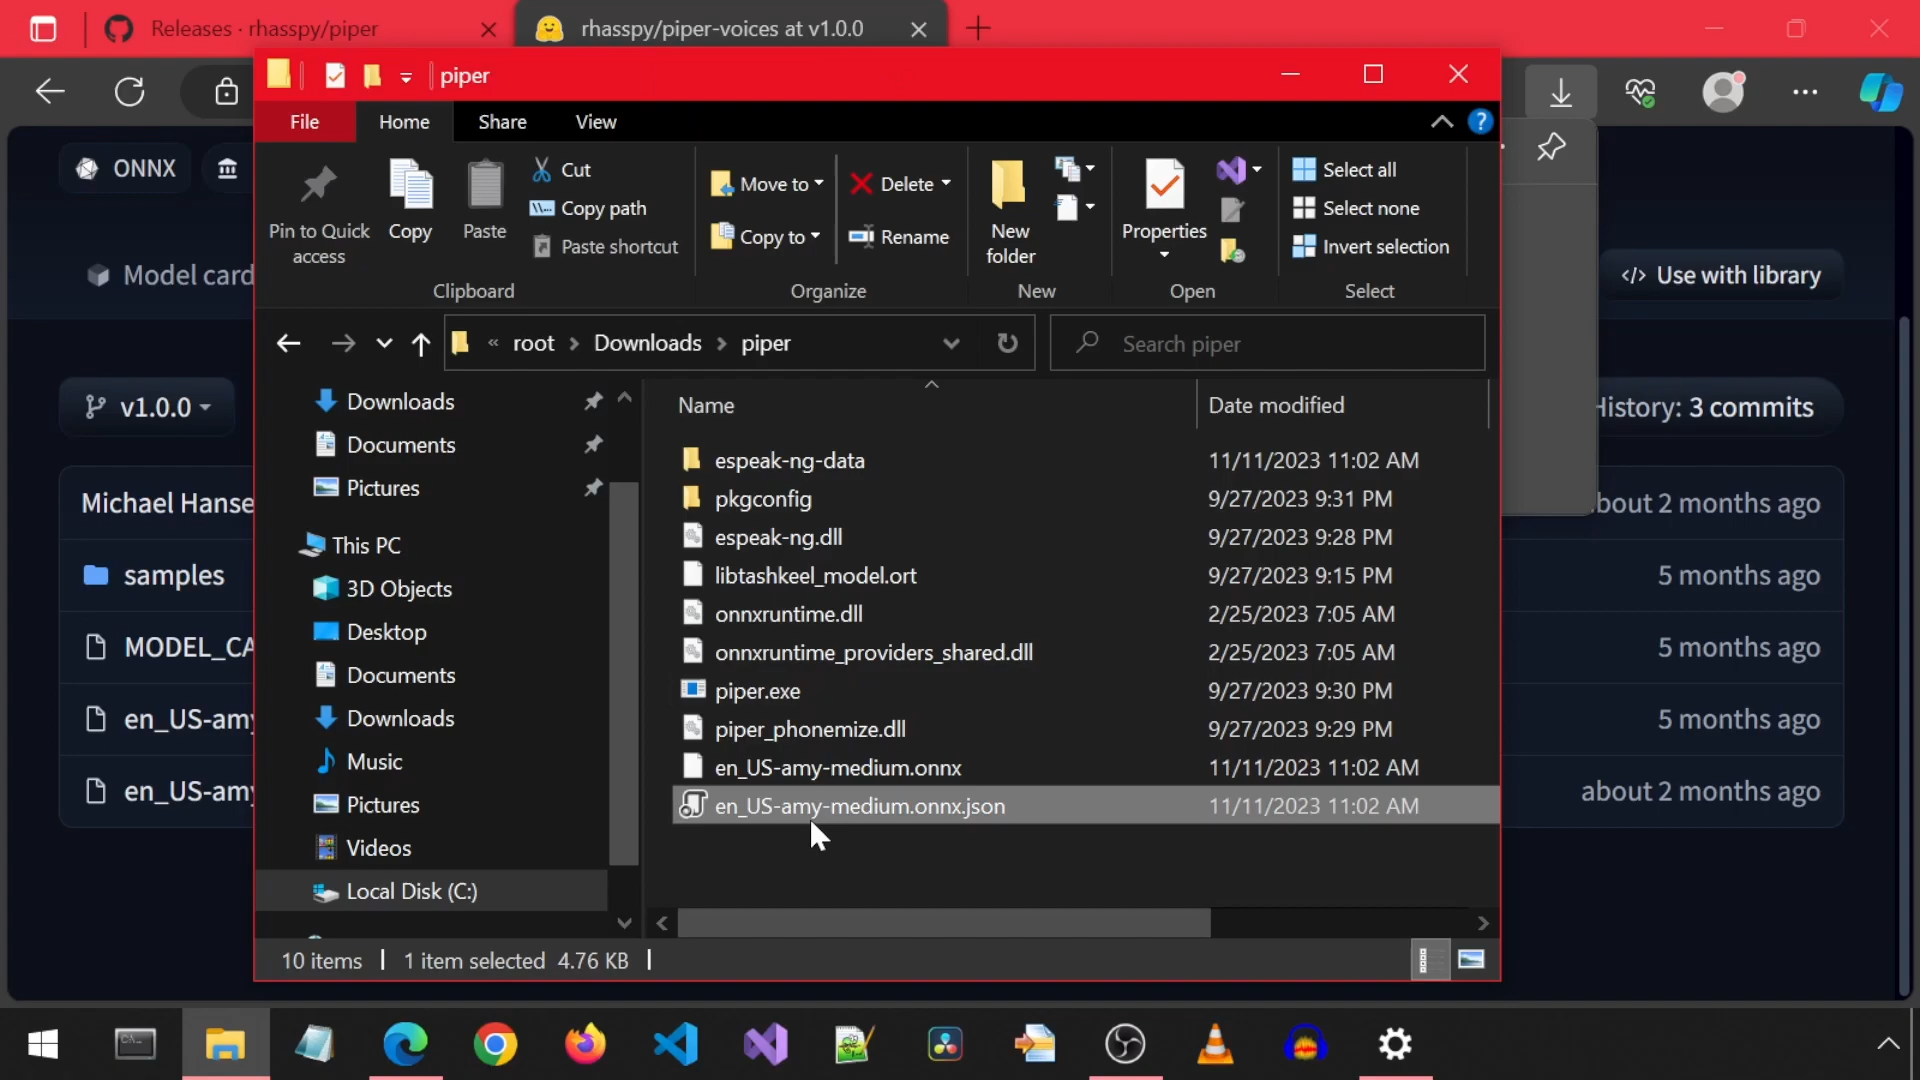 Releases · rhasspy/piper
rhasspy/piper-voices at v1.0.0
piper
File
Home
Share
View
Pin to Quick
access
Copy
Paste
Cut
Copy path
Paste shortcut
Move to
Copy to
Delete
Rename
New
folder
Properties
Select all
Select none
Invert selection
Clipboard
Organize
New
Open
Select
ONNX
Model card
Use with library
« root > Downloads > piper
Search piper
v1.0.0
History: 3 commits
Name
Date modified
Downloads
Documents
Pictures
This PC
3D Objects
Desktop
Documents
Downloads
Music
Pictures
Videos
Local Disk (C:)
espeak-ng-data 11/11/2023 11:02 AM
pkgconfig 9/27/2023 9:31 PM
espeak-ng.dll 9/27/2023 9:28 PM
libtashkeel_model.ort 9/27/2023 9:15 PM
onnxruntime.dll 2/25/2023 7:05 AM
onnxruntime_providers_shared.dll 2/25/2023 7:05 AM
piper.exe 9/27/2023 9:30 PM
piper_phonemize.dll 9/27/2023 9:29 PM
en_US-amy-medium.onnx 11/11/2023 11:02 AM
en_US-amy-medium.onnx.json 11/11/2023 11:02 AM
Michael Hanse
bout 2 months ago
samples
5 months ago
MODEL_CA
5 months ago
en_US-amy
5 months ago
en_US-amy
about 2 months ago
10 items
1 item selected 4.76 KB